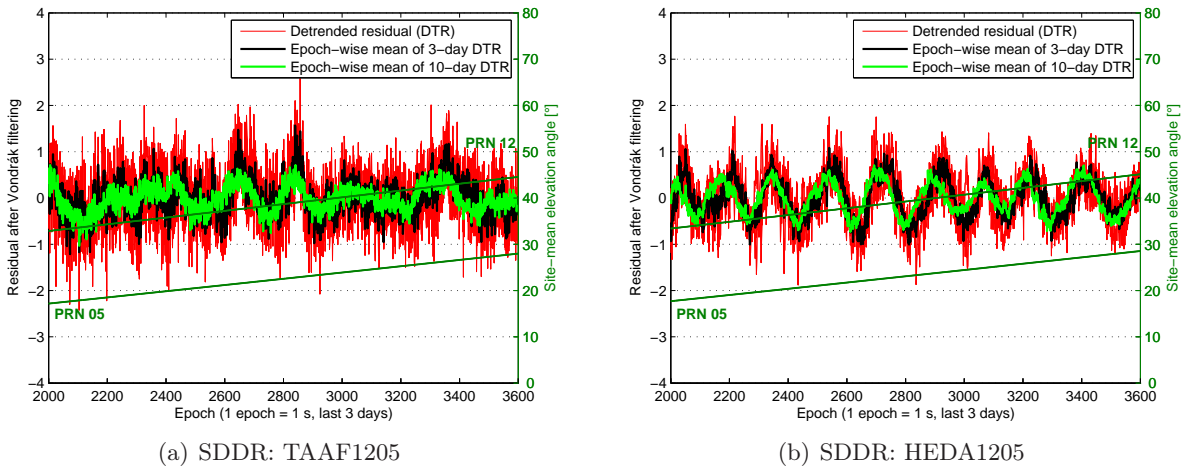 Residual after Vondrák filtering
4
3
2
1
0
−1
−2
−3
−4
Detrended residual (DTR)
Epoch−wise mean of 3−day DTR
Epoch−wise mean of 10−day DTR
PRN 12
PRN 05
80
70
60
50
40
30
20
10
0
Site−mean elevation angle [°]
2000 2200 2400 2600 2800 3000 3200 3400 3600
Epoch (1 epoch = 1 s, last 3 days)
(a) SDDR: TAAF1205
Residual after Vondrák filtering
4
3
2
1
0
−1
−2
−3
−4
Detrended residual (DTR)
Epoch−wise mean of 3−day DTR
Epoch−wise mean of 10−day DTR
PRN 12
PRN 05
80
70
60
50
40
30
20
10
0
Site−mean elevation angle [°]
2000 2200 2400 2600 2800 3000 3200 3400 3600
Epoch (1 epoch = 1 s, last 3 days)
(b) SDDR: HEDA1205